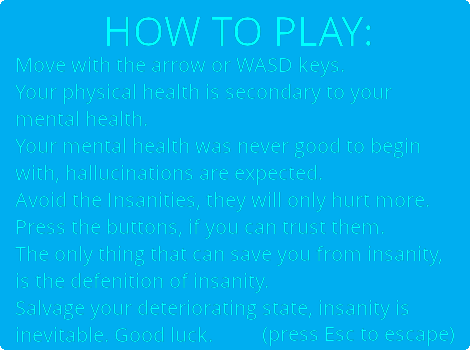 HOW TO PLAY:
Move with the arrow or WASD keys.
Your physical health is secondary to your
mental health.
Your mental health was never good to begin
with, hallucinations are expected.
Avoid the Insanities, they will only hurt more.
Press the buttons, if you can trust them.
The only thing that can save you from insanity,
is the defenition of insanity.
Salvage your deteriorating state, insanity is
inevitable. Good luck. (press Esc to escape)